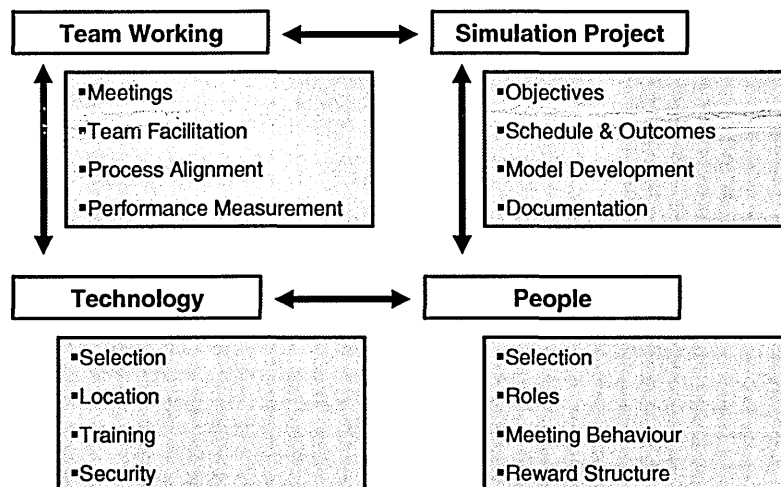 Team Working
Simulation Project
▪Meetings
▪Team Facilitation
▪Process Alignment
▪Performance Measurement
▪Objectives
▪Schedule & Outcomes
▪Model Development
▪Documentation
Technology
People
▪Selection
▪Location
▪Training
▪Security
▪Selection
▪Roles
▪Meeting Behaviour
▪Reward Structure